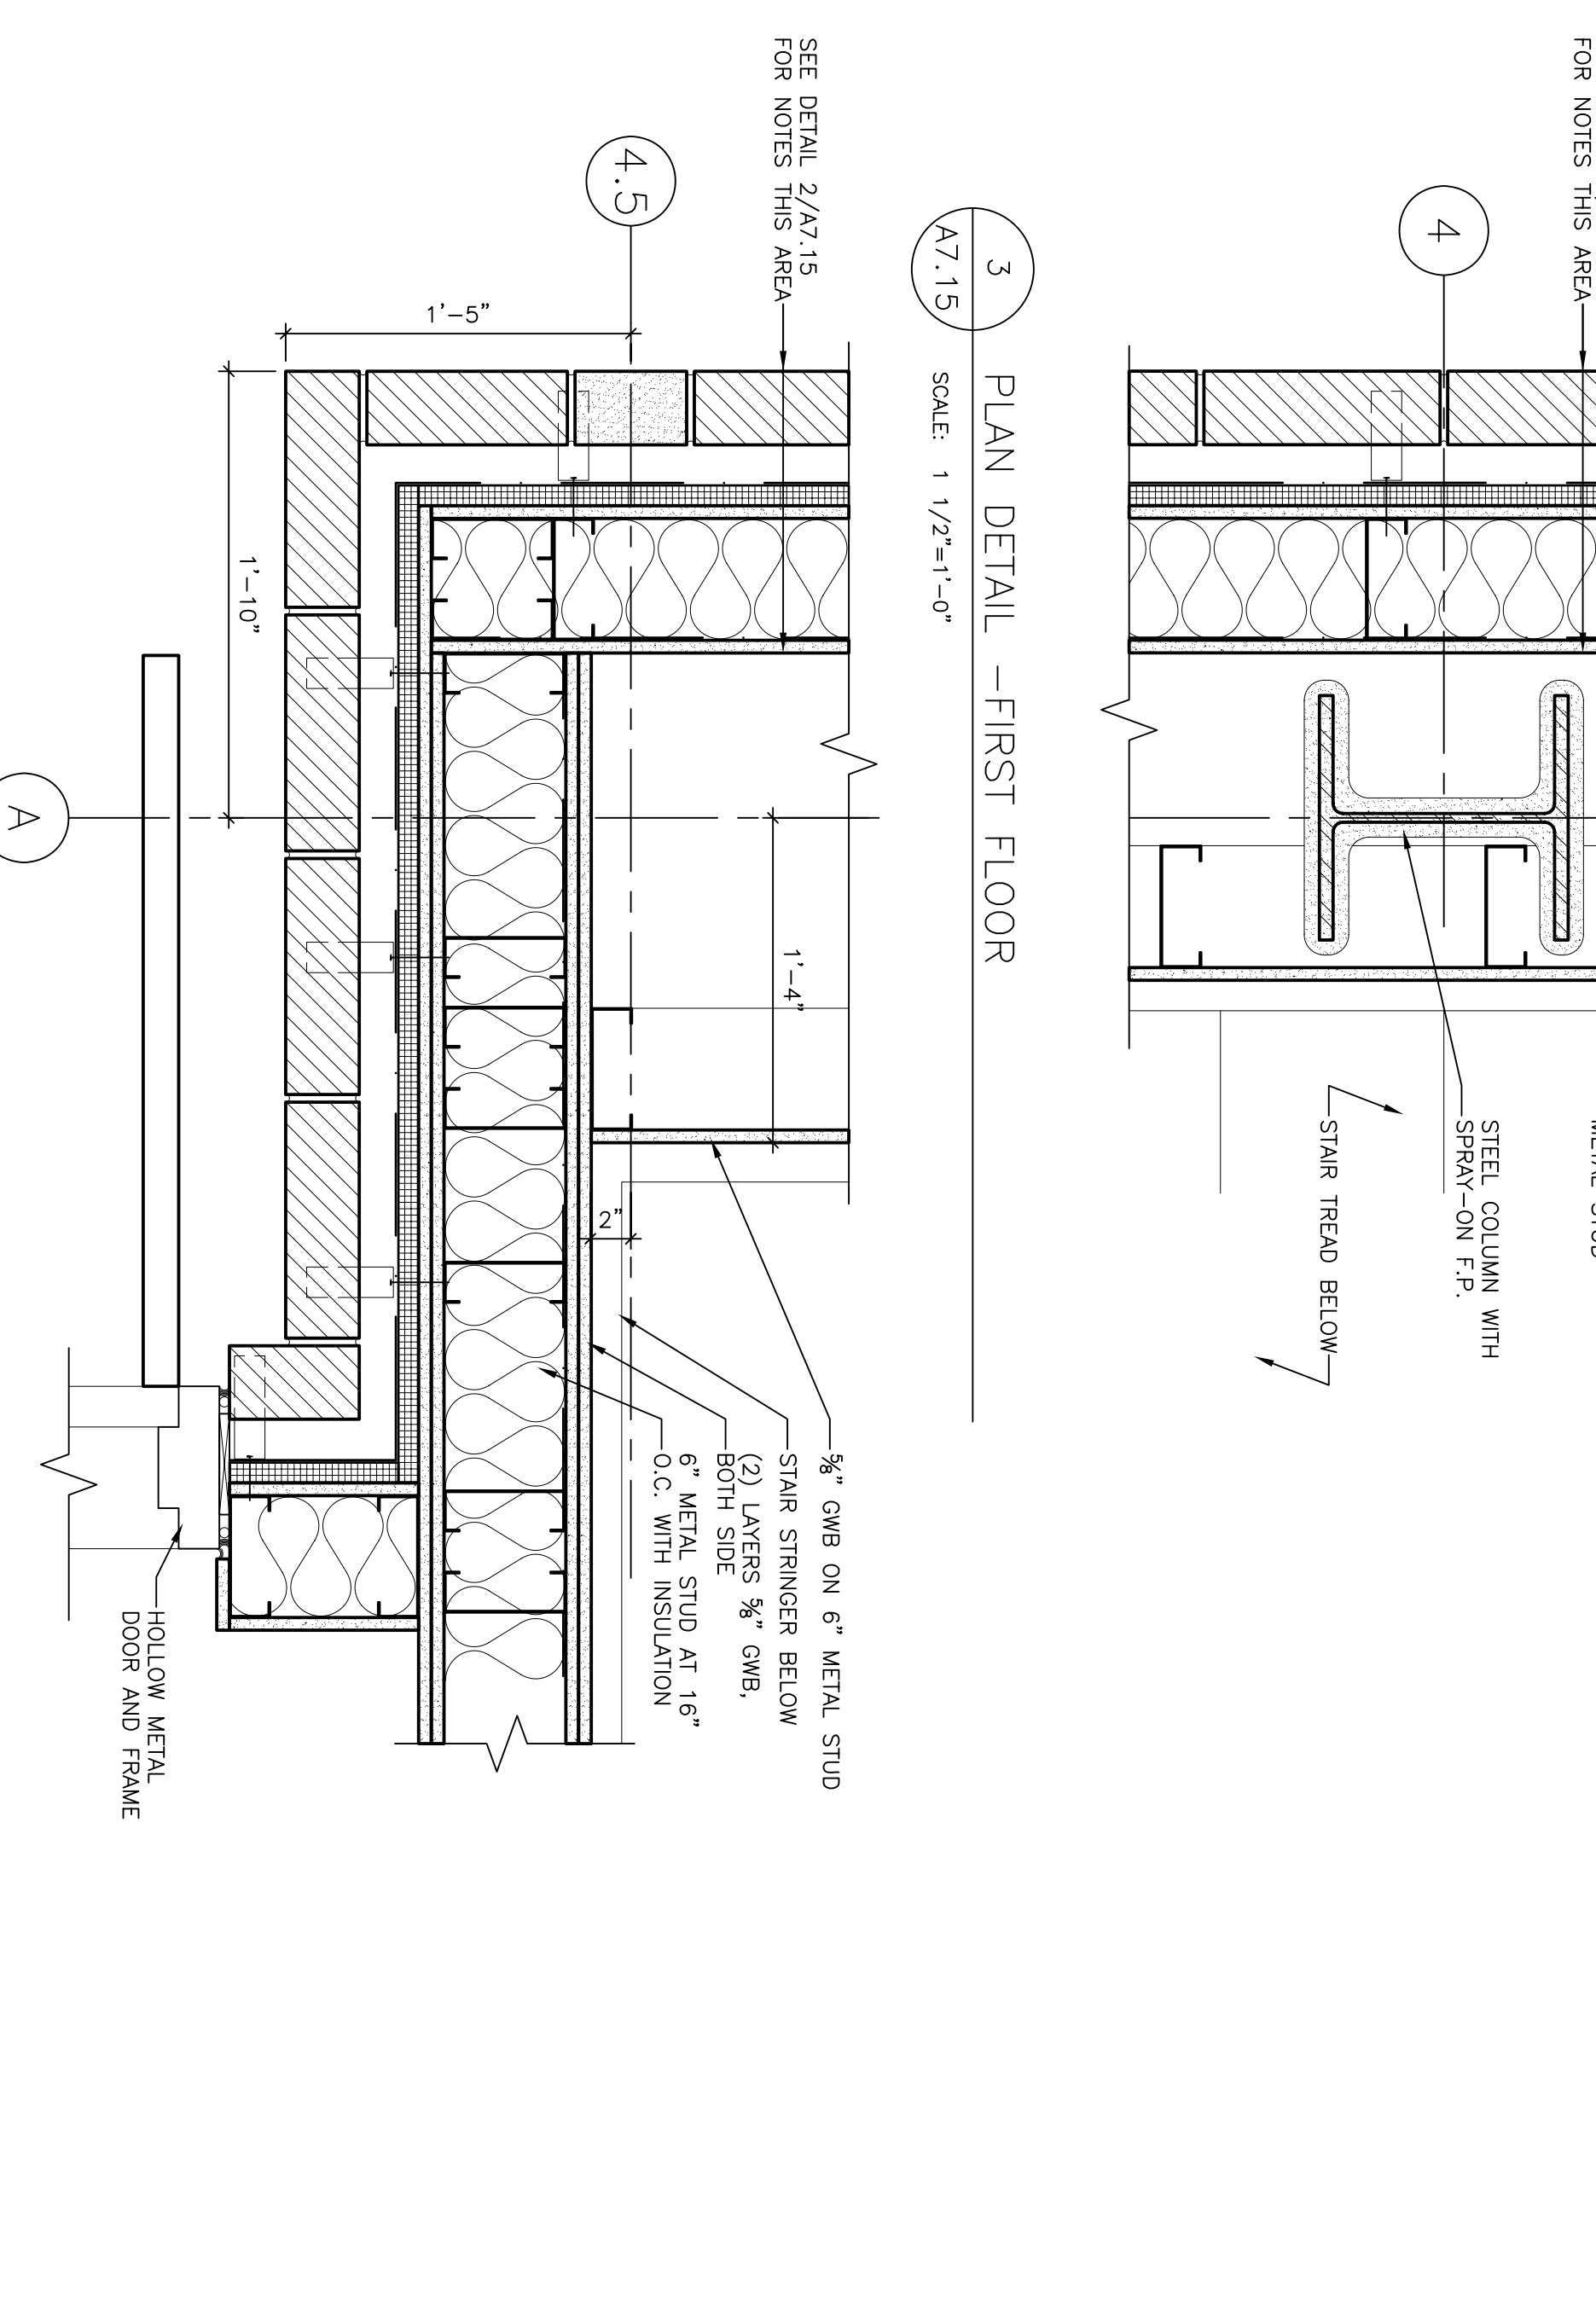 FOR NOTES THIS AREA
4
METAL STUD
STEEL COLUMN WITH
SPRAY-ON F.P.
STAIR TREAD BELOW
3
A7.15
PLAN DETAIL -FIRST FLOOR
SCALE: 1 1/2"=1'-0"
SEE DETAIL 2/A7.15
FOR NOTES THIS AREA
4.5
1'-5"
1'-10"
1'-4"
2"
A
⅝" GWB ON 6" METAL STUD
STAIR STRINGER BELOW
(2) LAYERS ⅝" GWB,
BOTH SIDE
6" METAL STUD AT 16"
O.C. WITH INSULATION
HOLLOW METAL
DOOR AND FRAME